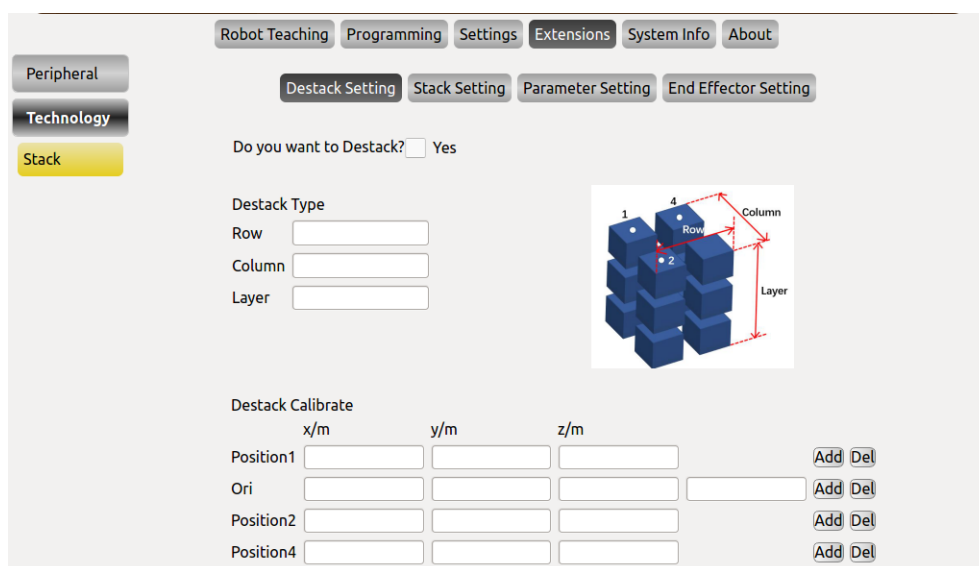 Robot Teaching Programming Settings Extensions System Info About
Peripheral
Technology
Stack
Destack Setting Stack Setting Parameter Setting End Effector Setting
Do you want to Destack? Yes
Destack Type
Row
Column
Layer
1 4 Column
Row
2
Layer
Destack Calibrate
x/m y/m z/m
Position1 Add Del
Ori Add Del
Position2 Add Del
Position4 Add Del